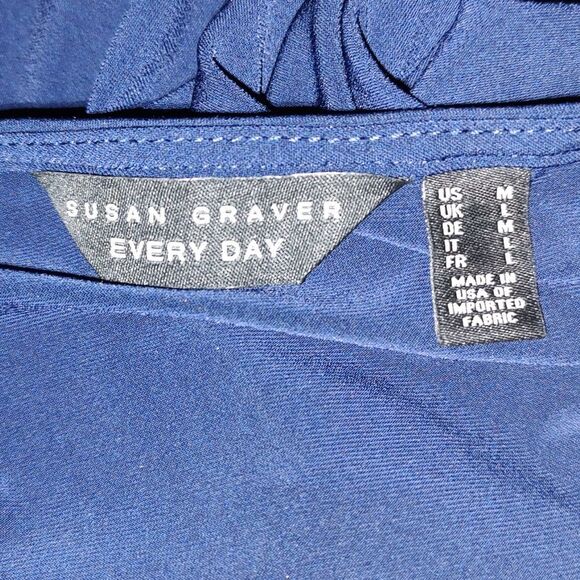 SUSAN GRAVER
EVERY DAY
US M
UK L
DE M
IT L
FR L
MADE IN
USA OF
IMPORTED
FABRIC